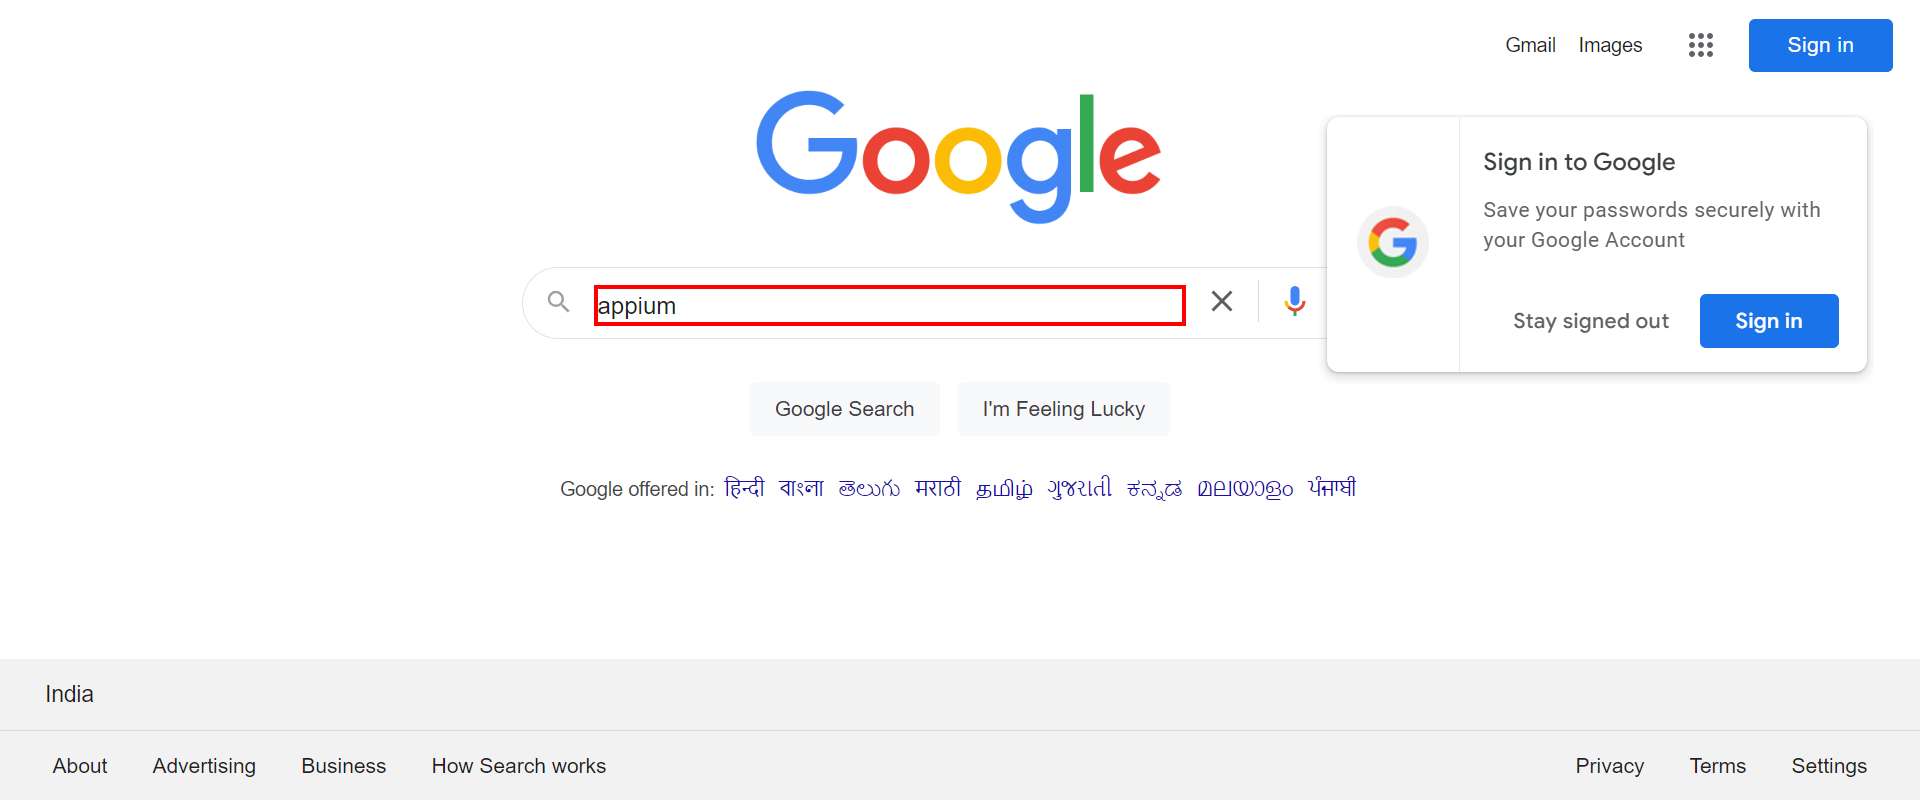 Gmail Images Sign in
Google
Sign in to Google
Save your passwords securely with
your Google Account
Stay signed out Sign in
appium
Google Search I'm Feeling Lucky
Google offered in: हिन्दी বাংলা తెలుగు मराठी தமிழ் ગુજરાતી ಕನ್ನಡ മലയാളം ਪੰਜਾਬੀ
India
About Advertising Business How Search works Privacy Terms Settings